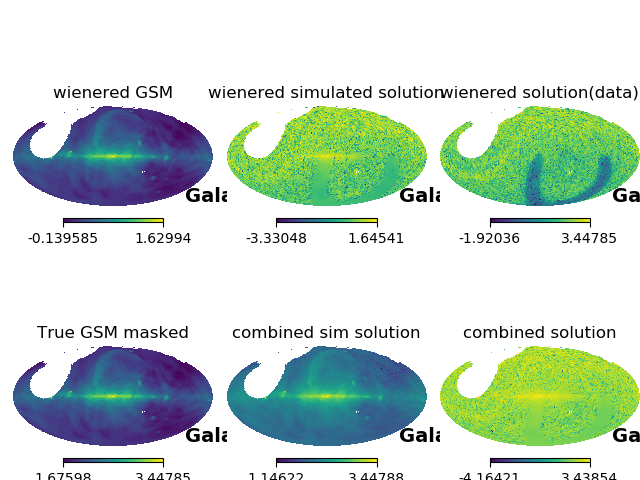 wienered GSM
wienered simulated solution
wienered solution(data)
Gala
Gala
Ga
-0.139585 1.62994
-3.33048 1.64541
-1.92036 3.44785
True GSM masked
combined sim solution
combined solution
Gala
Gala
Ga
1.67598 3.44785
1.14622 3.44788
-4.16421 3.43854